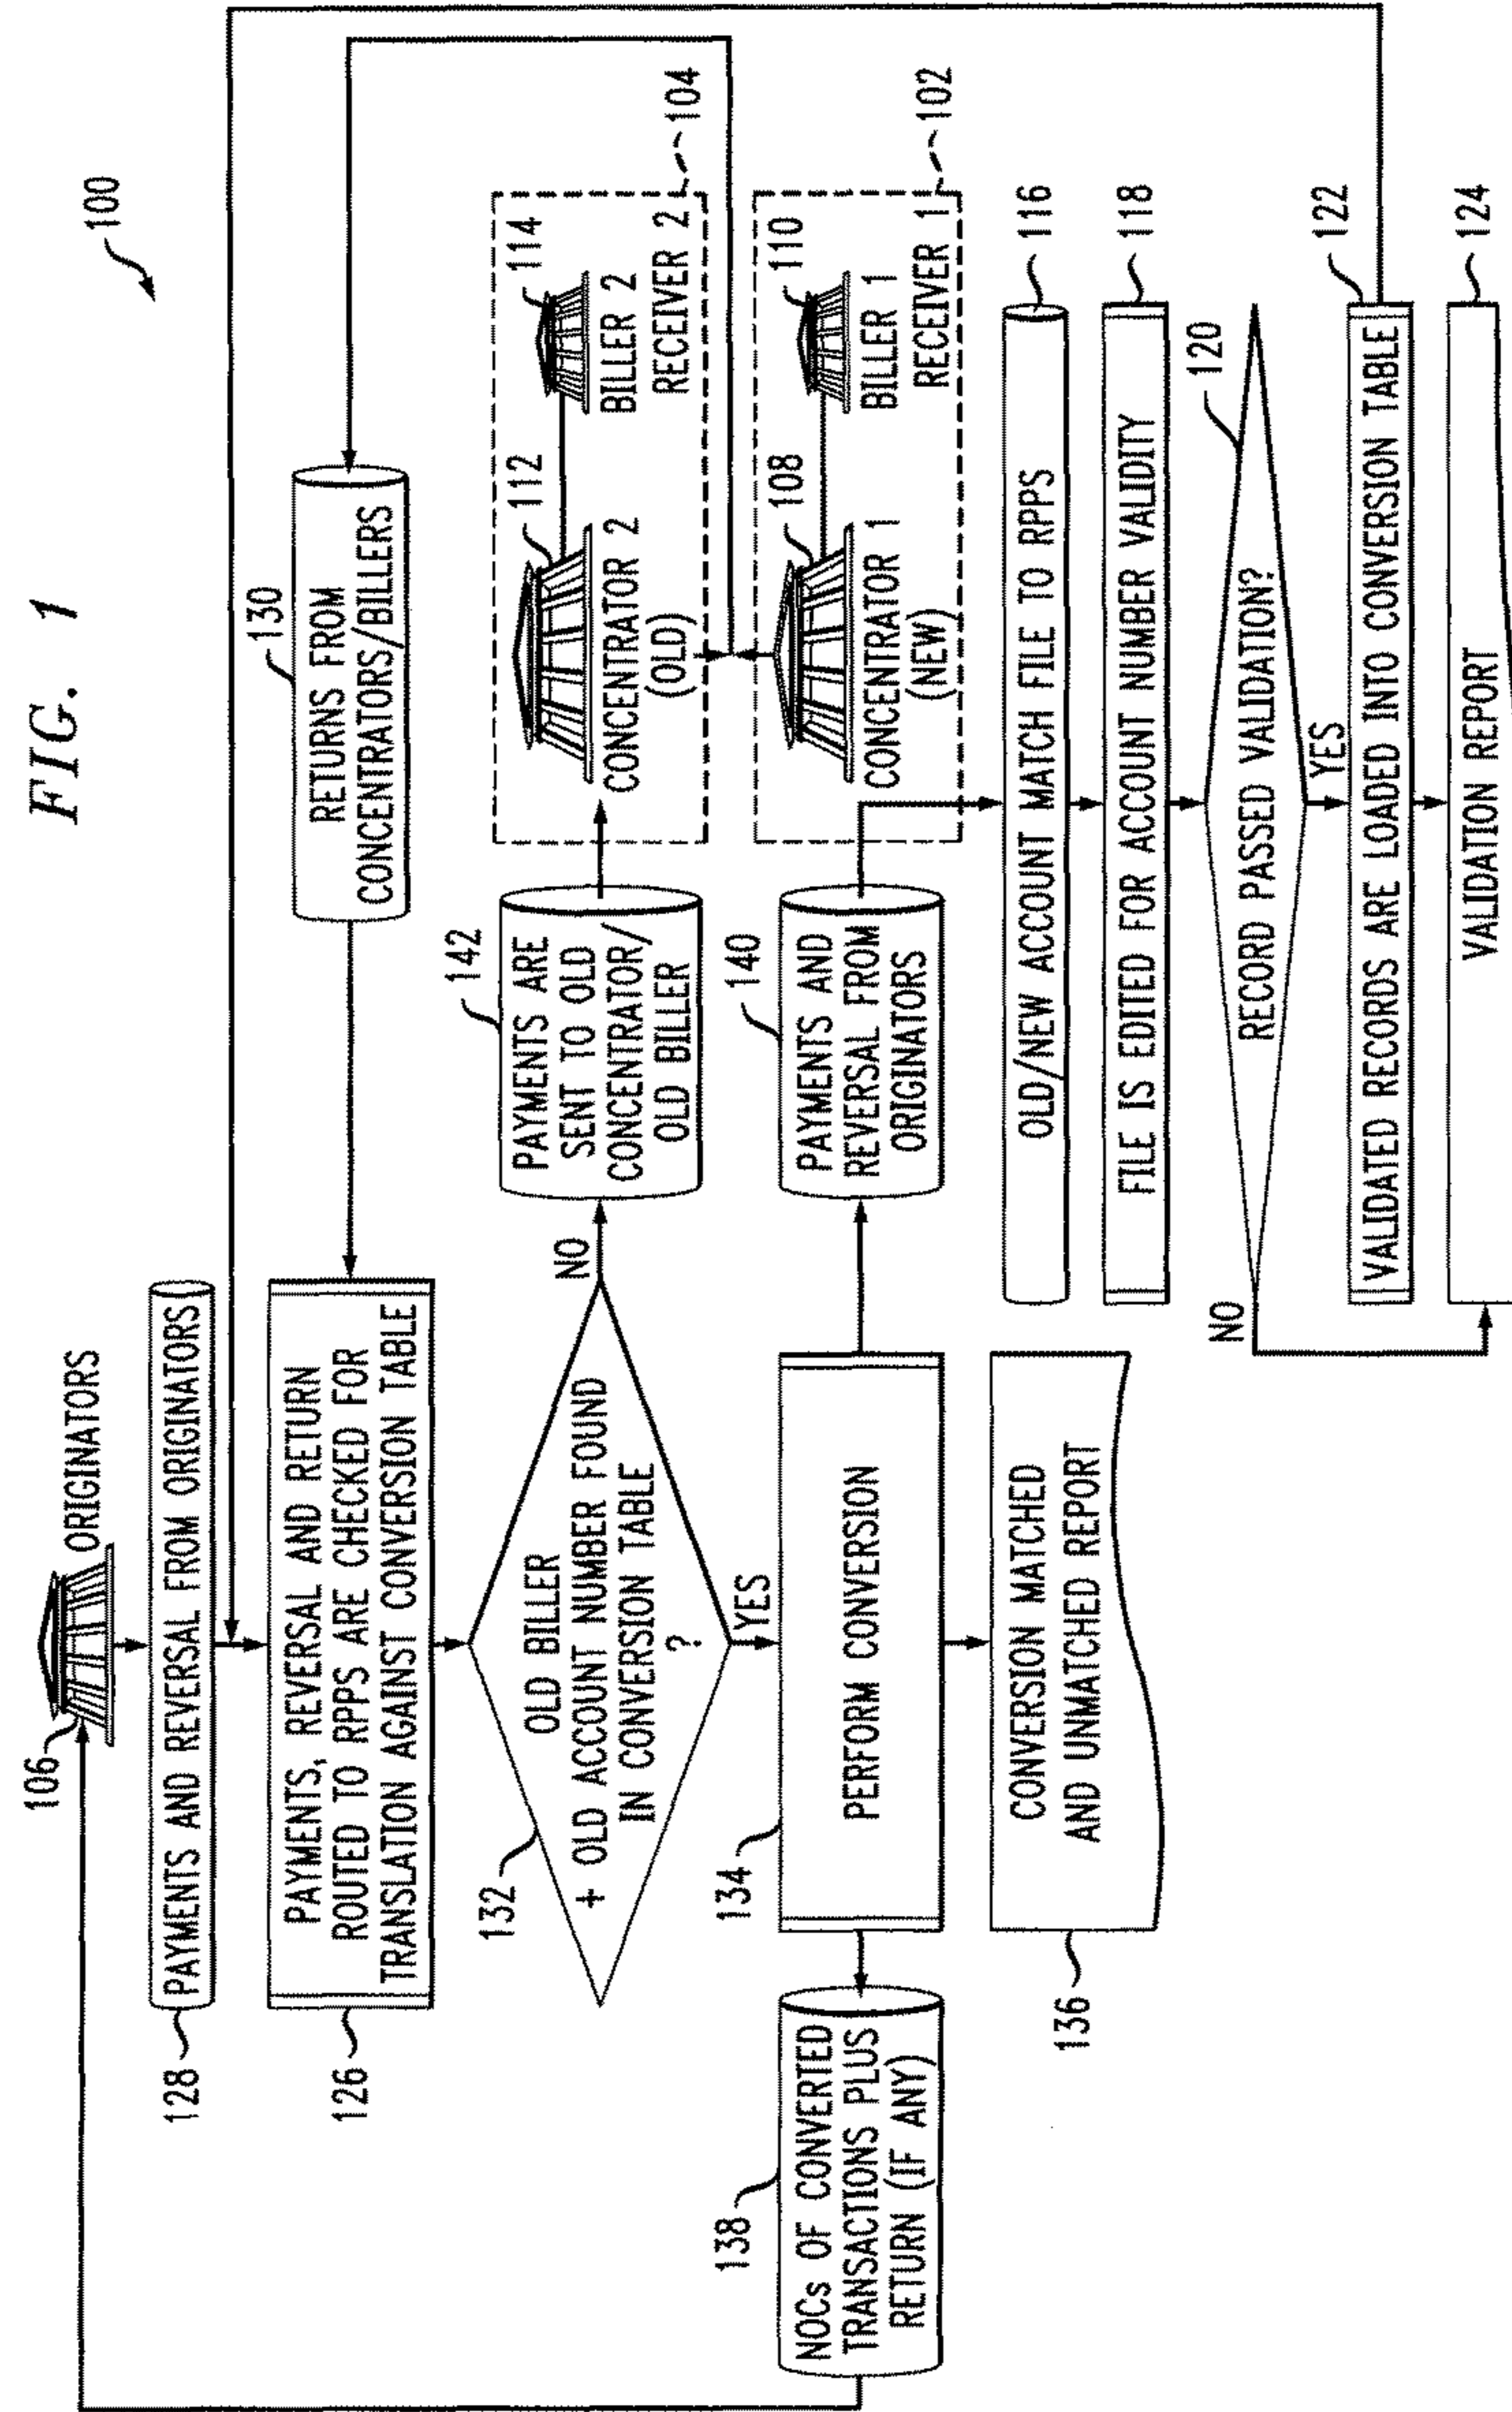 FIG. 1
100
106
ORIGINATORS
128
PAYMENTS AND REVERSAL FROM ORIGINATORS
126
PAYMENTS, REVERSAL AND RETURN
ROUTED TO RPPS ARE CHECKED FOR
TRANSLATION AGAINST CONVERSION TABLE
130
RETURNS FROM
CONCENTRATORS/BILLERS
132
OLD BILLER
+ OLD ACCOUNT NUMBER FOUND
IN CONVERSION TABLE
?
NO
YES
142
PAYMENTS ARE
SENT TO OLD
CONCENTRATOR/
OLD BILLER
112
CONCENTRATOR 2
(OLD)
114
BILLER 2
RECEIVER 2
104
138
NOCs OF CONVERTED
TRANSACTIONS PLUS
RETURN (IF ANY)
134
PERFORM CONVERSION
140
PAYMENTS AND
REVERSAL FROM
ORIGINATORS
108
CONCENTRATOR 1
(NEW)
110
BILLER 1
RECEIVER 1
102
136
CONVERSION MATCHED
AND UNMATCHED REPORT
OLD/NEW ACCOUNT MATCH FILE TO RPPS
116
FILE IS EDITED FOR ACCOUNT NUMBER VALIDITY
118
NO
RECORD PASSED VALIDATION?
120
YES
VALIDATED RECORDS ARE LOADED INTO CONVERSION TABLE
122
VALIDATION REPORT
124